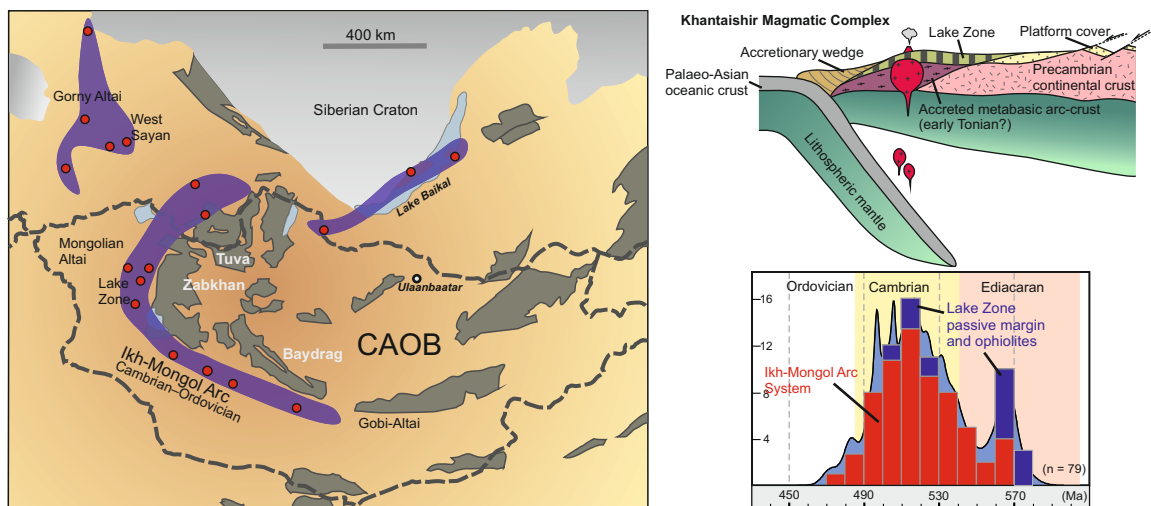 400 km
Siberian Craton
Gorny Altai
West
Sayan
Lake Baikal
Mongolian
Altai
Tuva
Zabkhan
Lake
Zone
Ulaanbaatar
CAOB
Baydrag
Ikh-Mongol Arc
Cambrian–Ordovician
Gobi-Altai
Khantaishir Magmatic Complex
Lake Zone
Platform cover
Accretionary wedge
Palaeo-Asian
oceanic crust
Precambrian
continental crust
Accreted metabasic arc-crust
(early Tonian?)
Lithospheric
mantle
Ordovician
Cambrian
Ediacaran
16
12
8
4
Lake Zone
passive margin
and ophiolites
Ikh-Mongol Arc
System
(n = 79)
450
490
530
570
(Ma)